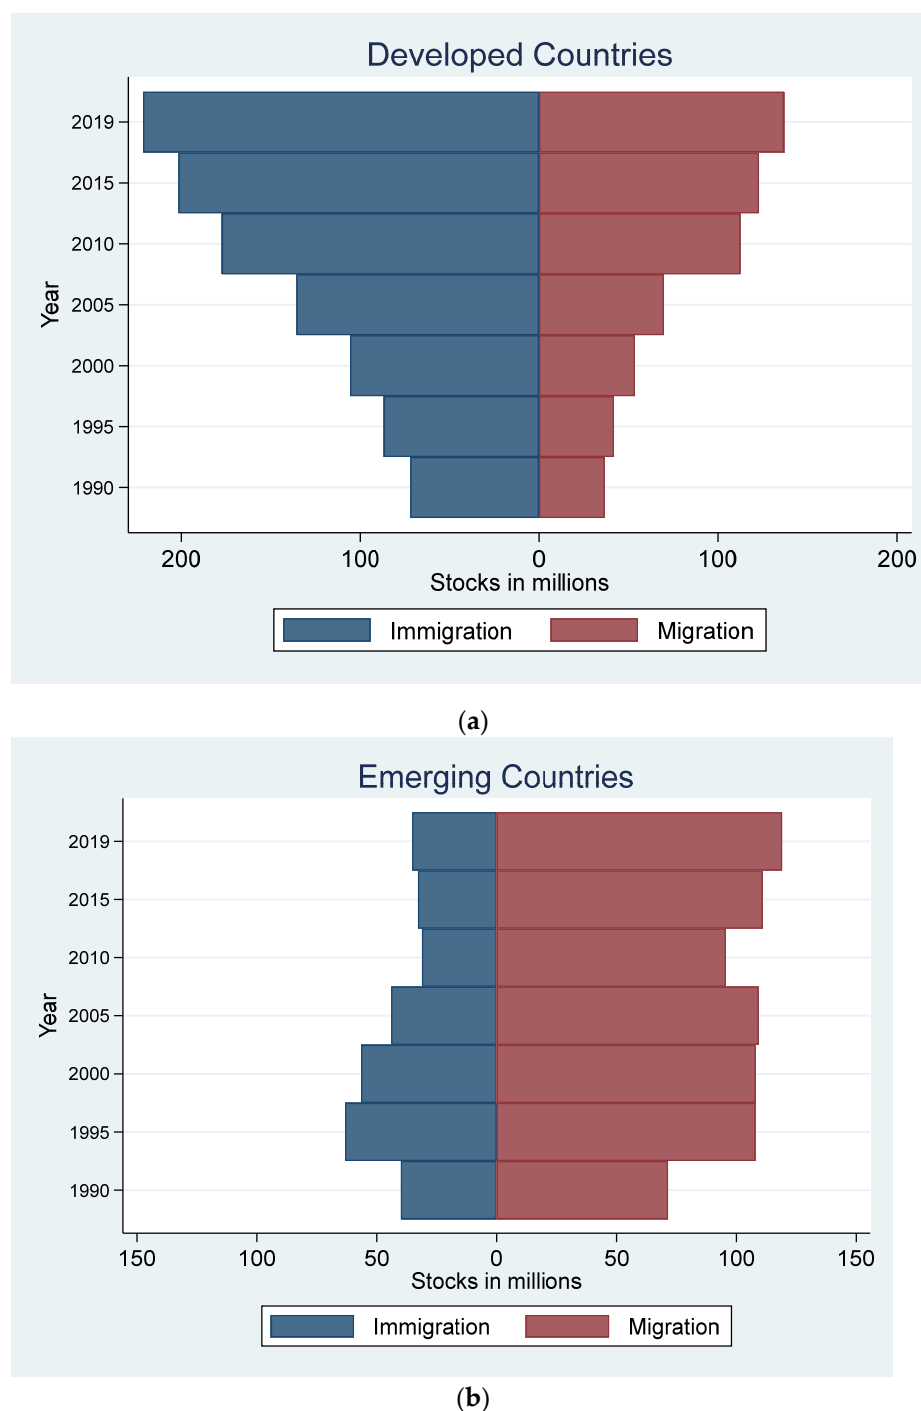 Developed Countries
2019
2015
2010
2005
2000
1995
1990
Year
200 100 0 100 200
Stocks in millions
Immigration Migration
(a)
Emerging Countries
2019
2015
2010
2005
2000
1995
1990
Year
150 100 50 0 50 100 150
Stocks in millions
Immigration Migration
(b)